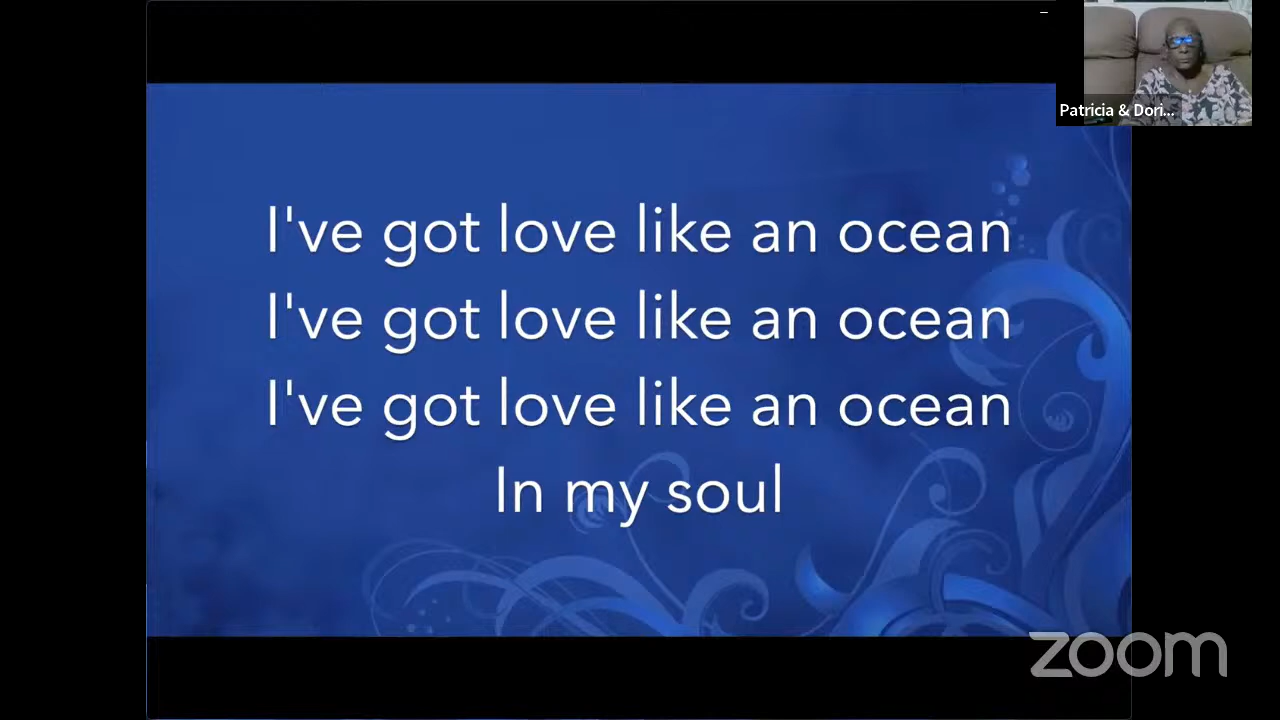 Patricia & Dori...
I've got love like an ocean
I've got love like an ocean
I've got love like an ocean
In my soul
zoom